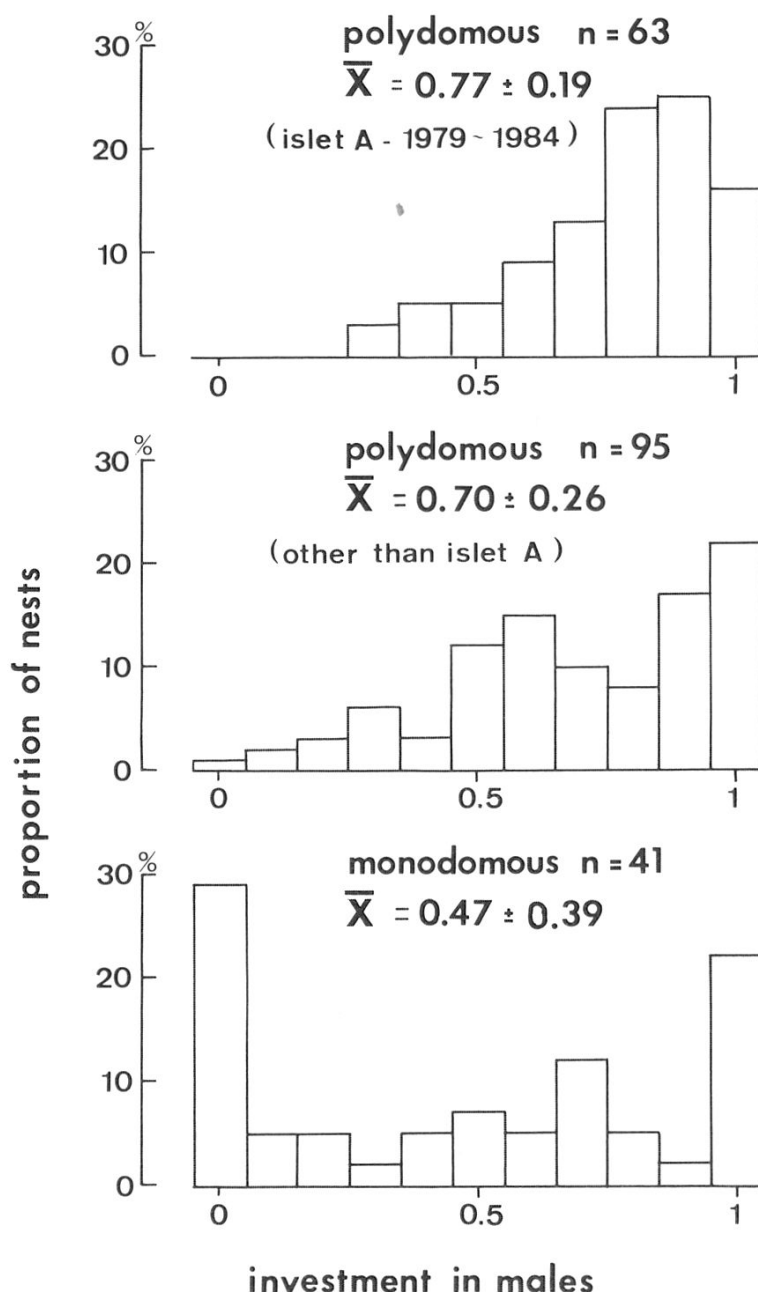 30 %
polydomous n = 63
X̅ = 0.77 ± 0.19
(islet A - 1979 ~ 1984)
20
10
0
0 0.5 1
30 %
polydomous n = 95
X̅ = 0.70 ± 0.26
(other than islet A)
20
10
0
0 0.5 1
proportion of nests
30 %
monodomous n = 41
X̅ = 0.47 ± 0.39
20
10
0
0 0.5 1
investment in males